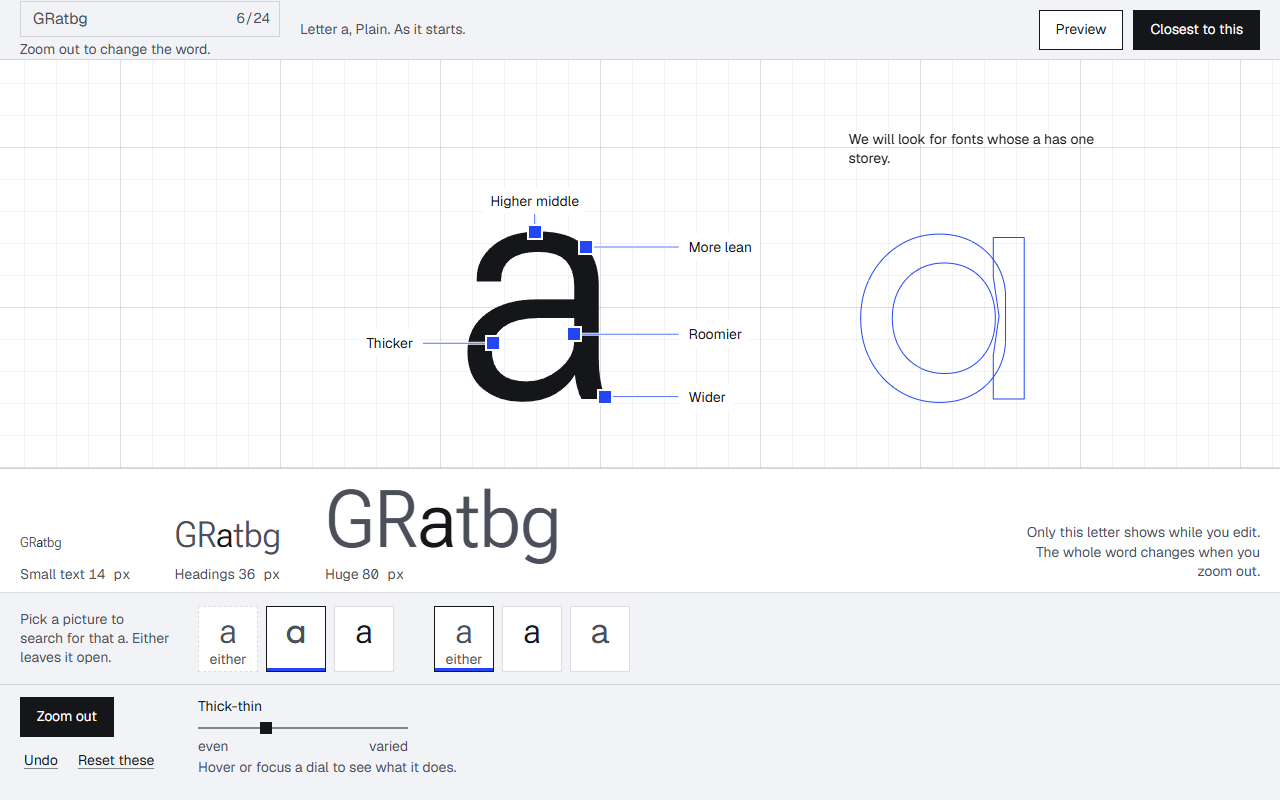 GRatbg 6/24
Zoom out to change the word.
Letter a, Plain. As it starts.
Preview
Closest to this
We will look for fonts whose a has one
storey.
Higher middle
More lean
Roomier
Thicker
Wider
a
a
GRatbg
GRatbg
GRatbg
Small text 14 px
Headings 36 px
Huge 80 px
Only this letter shows while you edit.
The whole word changes when you
zoom out.
Pick a picture to
search for that a. Either
leaves it open.
a
either
a
a
a
either
a
a
Zoom out
Undo
Reset these
Thick-thin
even
varied
Hover or focus a dial to see what it does.